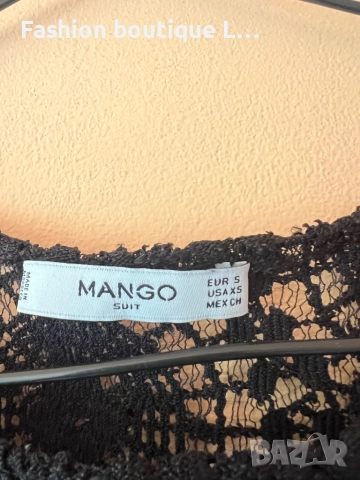 Fashion boutique L...
MANGO
SUIT
EUR S
USA XS
MEX CH
BAZAR